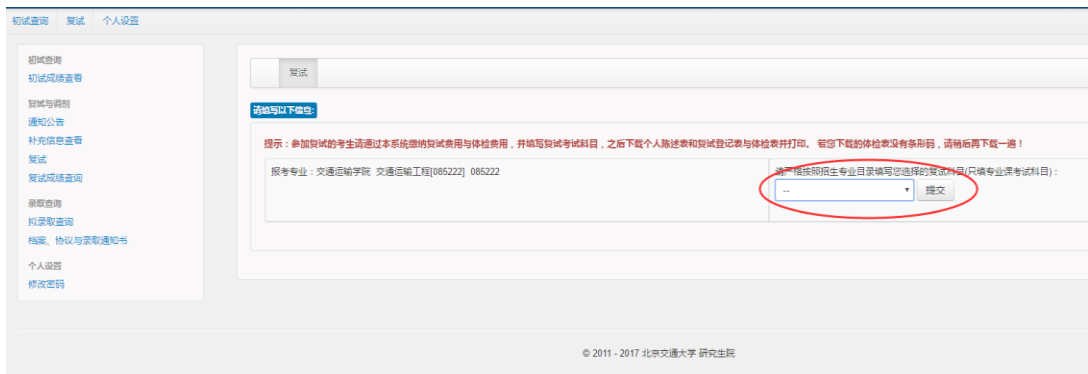 初试查询 复试 个人设置
初试查询
初试成绩查看
复试与调剂
通知公告
补充信息查看
复试
复试成绩查询
录取查询
拟录取查询
档案、协议与录取通知书
个人设置
修改密码
复试
请填写以下信息:
提示：参加复试的考生请通过本系统缴纳复试费用与体检费用，并填写复试考试科目，之后下载个人陈述表和复试登记表与体检表并打印。 若您下载的体检表没有条形码，请稍后再下载一遍！
报考专业：交通运输学院 交通运输工程[085222] 085222
请严格按照招生专业目录填写您选择的复试科目(只填专业课考试科目)：
-- 提交
© 2011 - 2017 北京交通大学 研究生院